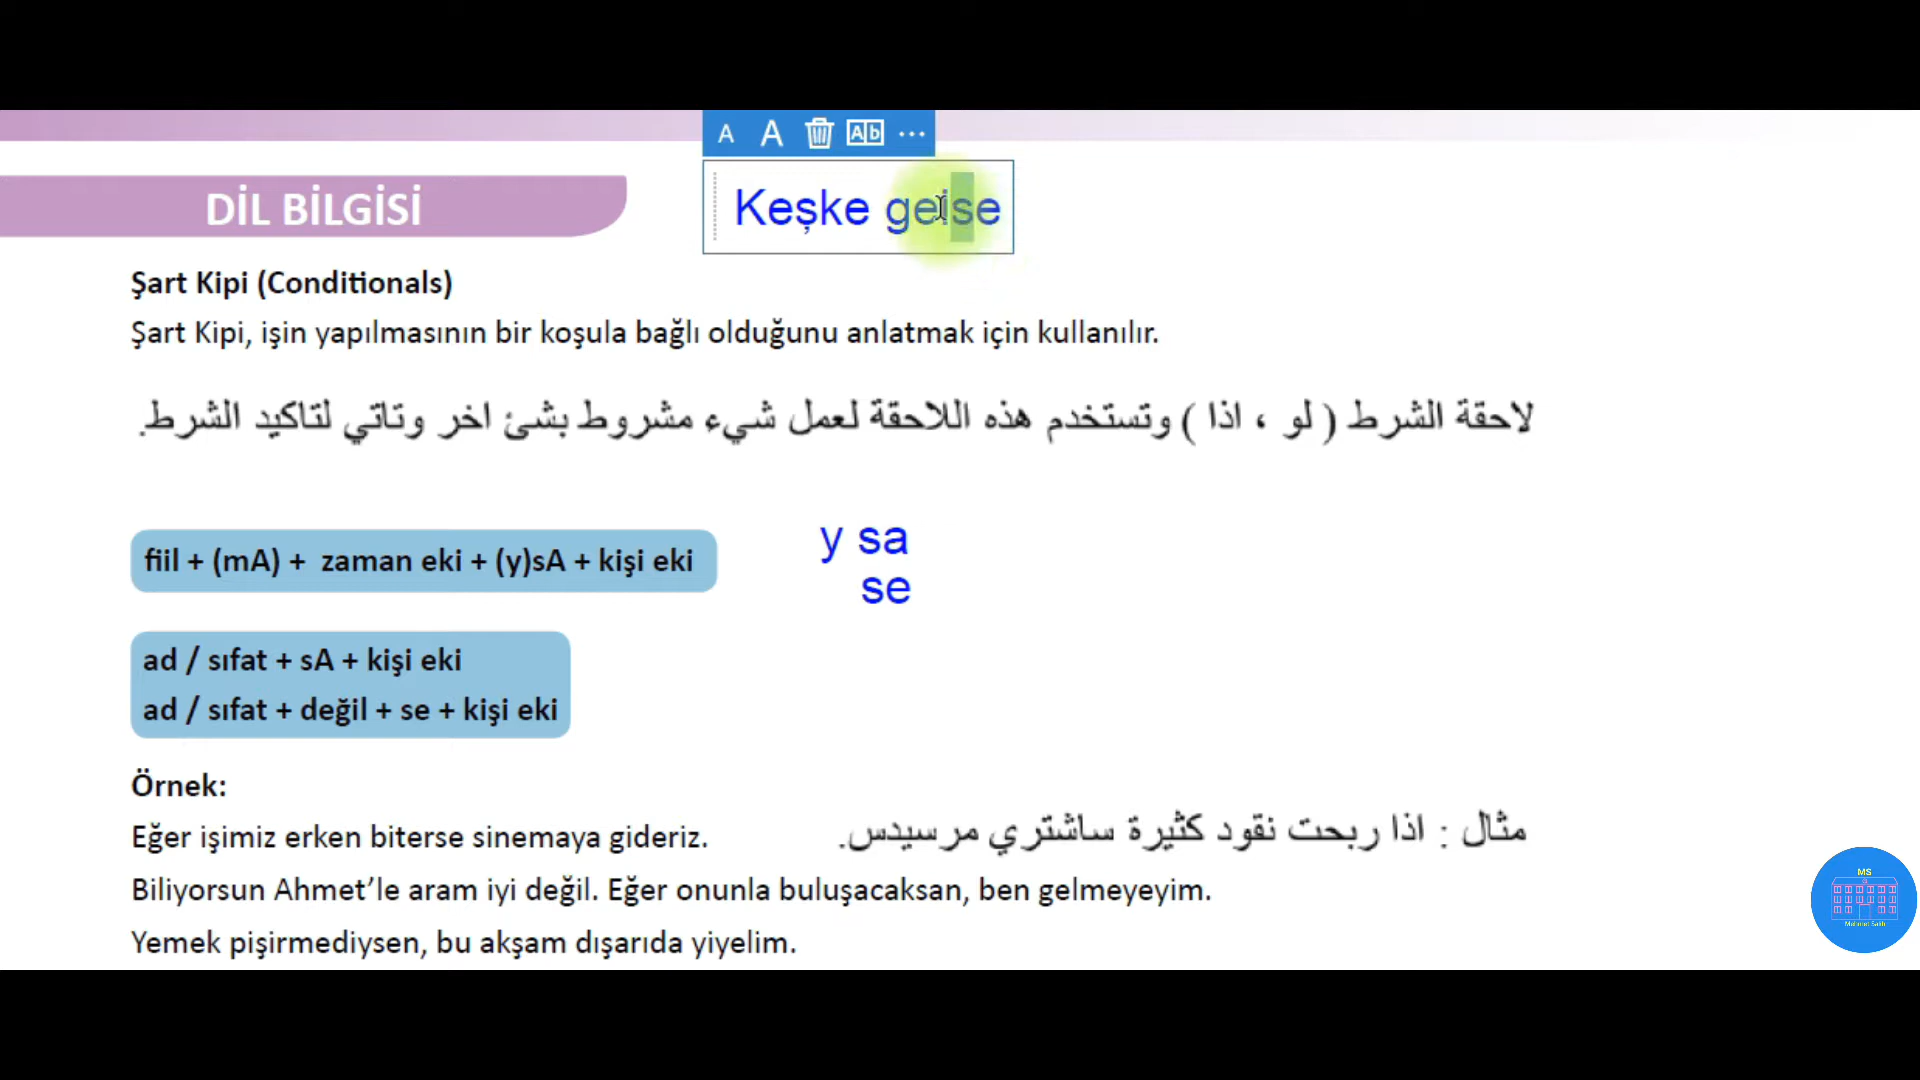 A A Ab ...
DİL BİLGİSİ
Keşke gelse
Şart Kipi (Conditionals)
Şart Kipi, işin yapılmasının bir koşula bağlı olduğunu anlatmak için kullanılır.
لاحقة الشرط ( لو ، اذا ) وتستخدم هذه اللاحقة لعمل شيء مشروط بشئ اخر وتاتي لتاكيد الشرط.
fiil + (mA) + zaman eki + (y)sA + kişi eki
y sa
se
ad / sıfat + sA + kişi eki
ad / sıfat + değil + se + kişi eki
Örnek:
Eğer işimiz erken biterse sinemaya gideriz.
مثال : اذا ربحت نقود كثيرة ساشتري مرسيدس.
Biliyorsun Ahmet’le aram iyi değil. Eğer onunla buluşacaksan, ben gelmeyeyim.
Yemek pişirmediysen, bu akşam dışarıda yiyelim.
MS
Mehmet Salih